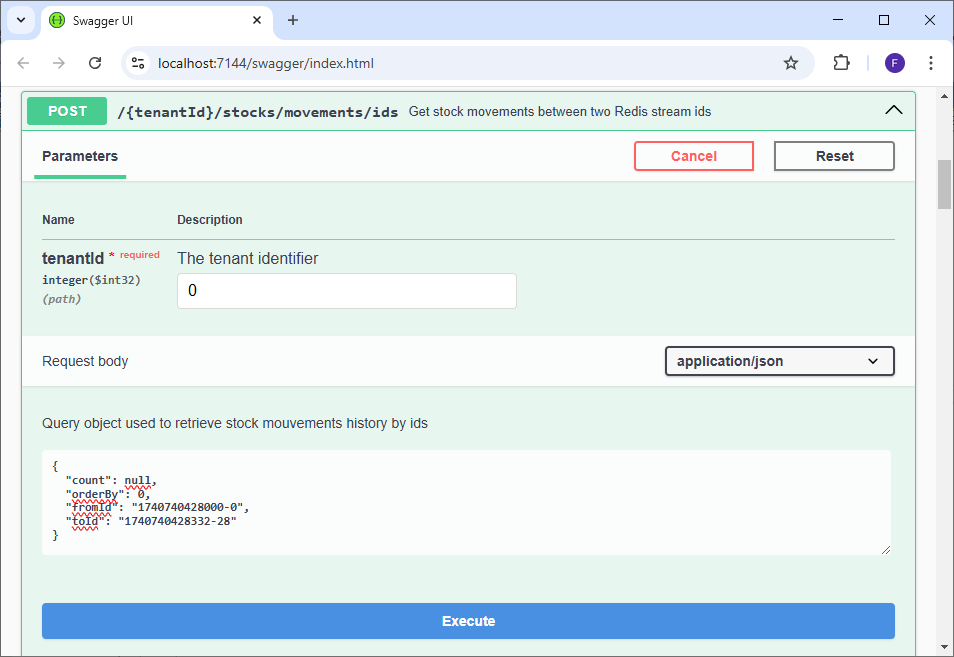 Swagger UI
localhost:7144/swagger/index.html
F
POST /{tenantId}/stocks/movements/ids Get stock movements between two Redis stream ids
Parameters Cancel Reset
Name Description
tenantId * required The tenant identifier
integer($int32) 0
(path)
Request body application/json
Query object used to retrieve stock mouvements history by ids
{
"count": null,
"orderBy": 0,
"fromId": "1740740428000-0",
"toId": "1740740428332-28"
}
Execute